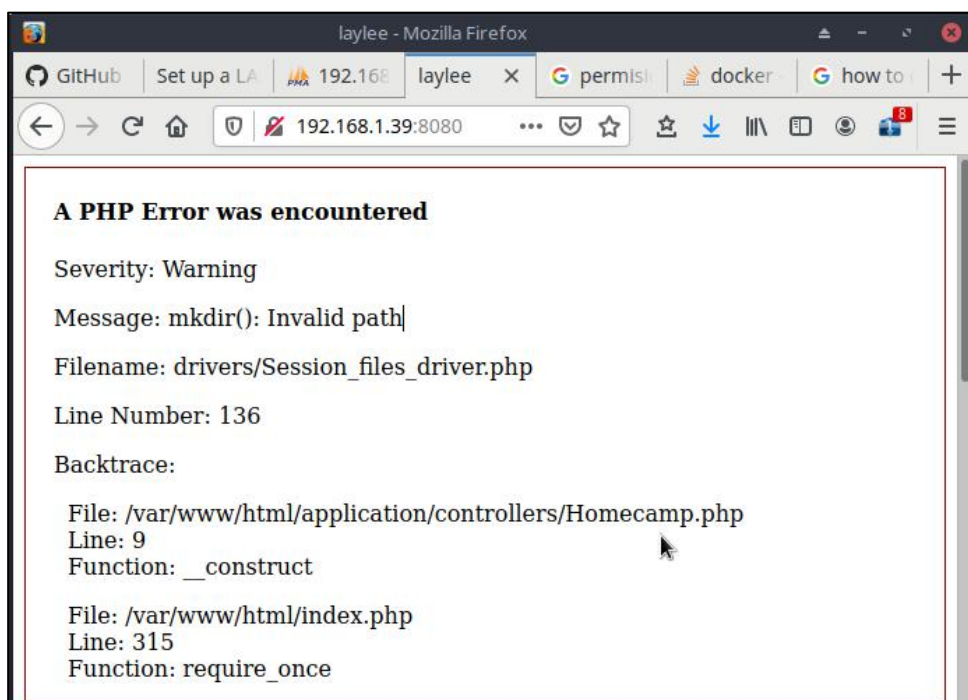 laylee - Mozilla Firefox
GitHub Set up a LA 192.168 laylee permisi docker how to
192.168.1.39:8080
8
A PHP Error was encountered
Severity: Warning
Message: mkdir(): Invalid path
Filename: drivers/Session_files_driver.php
Line Number: 136
Backtrace:
File: /var/www/html/application/controllers/Homecamp.php
Line: 9
Function: __construct
File: /var/www/html/index.php
Line: 315
Function: require_once